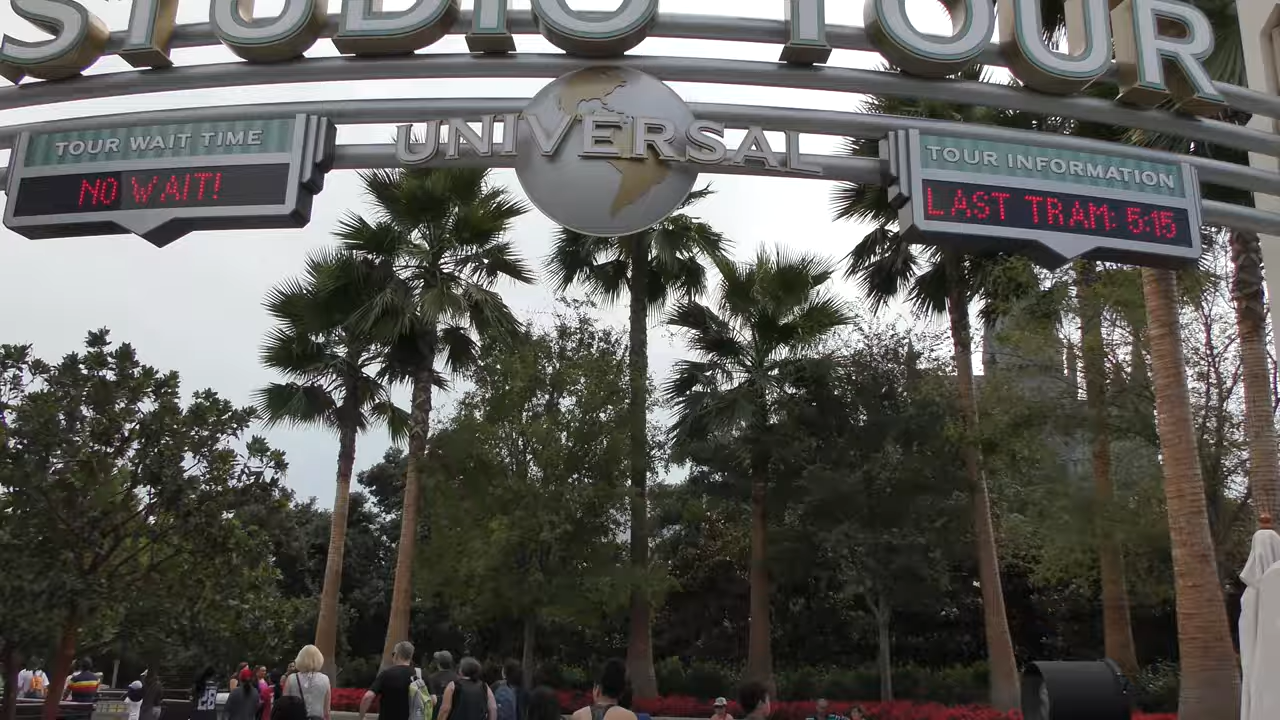 STUDIO TOUR
UNIVERSAL
TOUR WAIT TIME
NO WAIT!
TOUR INFORMATION
LAST TRAM: 5:15